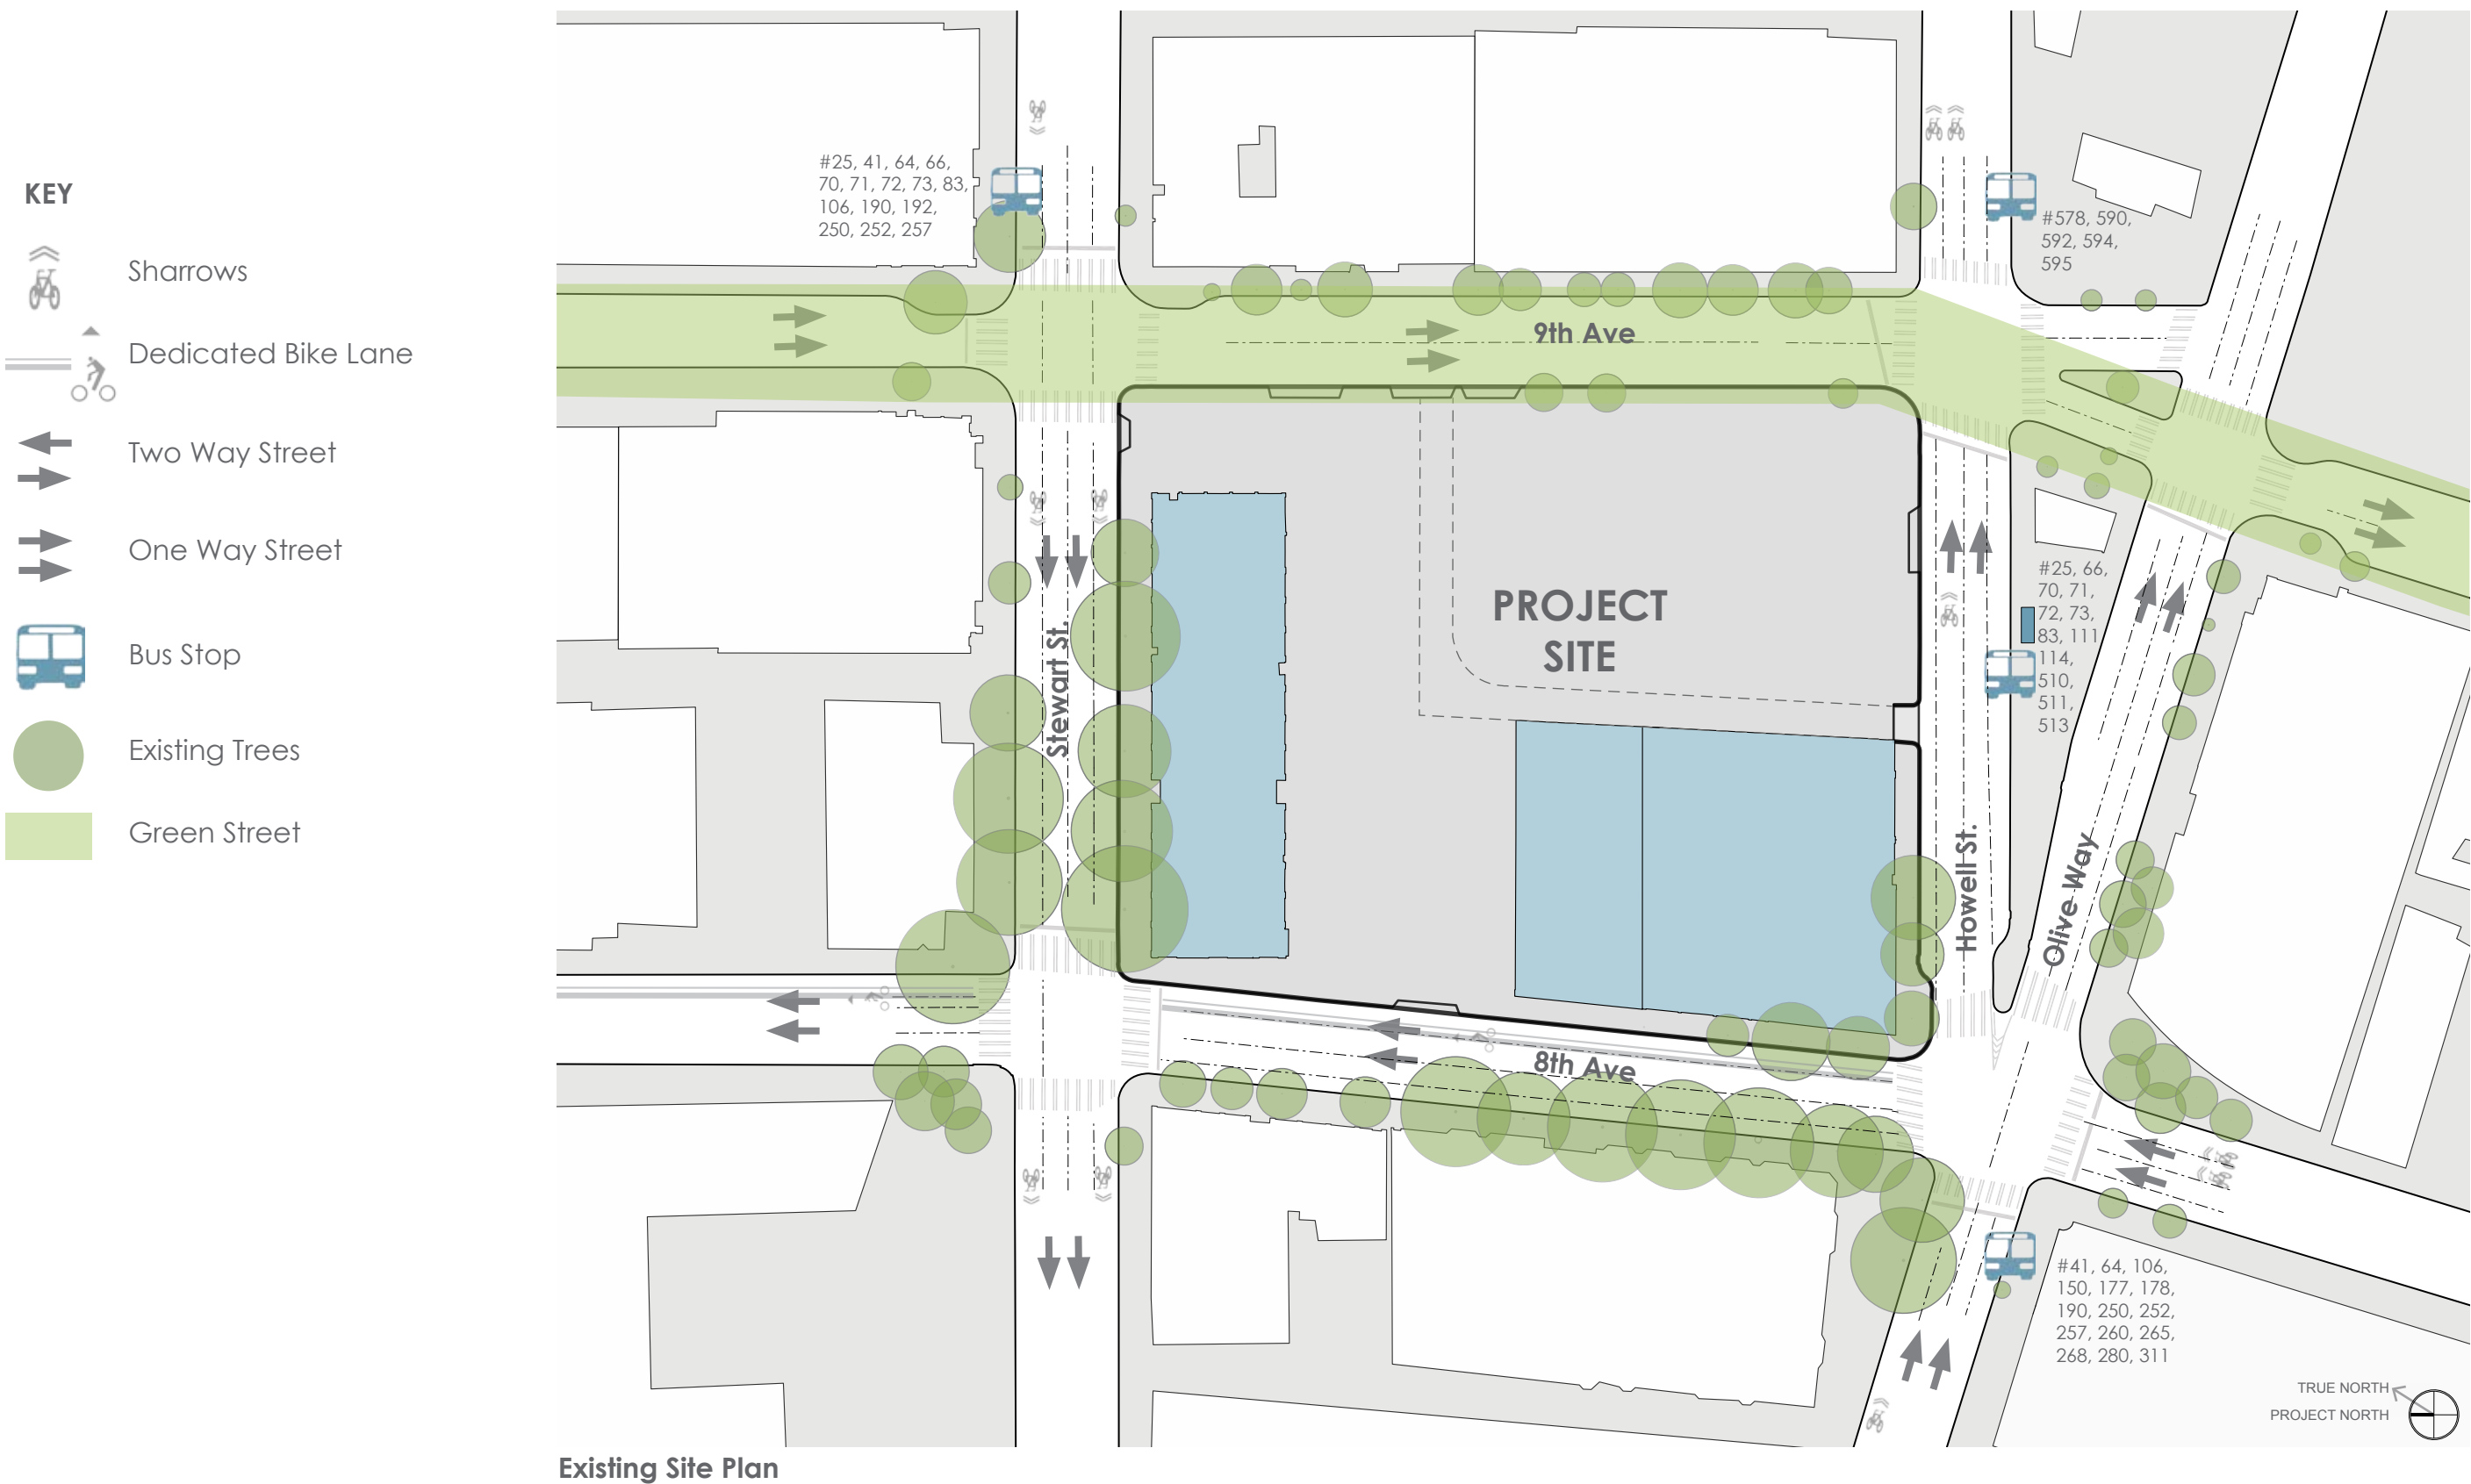 KEY
Sharrows
Dedicated Bike Lane
Two Way Street
One Way Street
Bus Stop
Existing Trees
Green Street
#25, 41, 64, 66,
70, 71, 72, 73, 83,
106, 190, 192,
250, 252, 257
#578, 590,
592, 594,
595
9th Ave
PROJECT
SITE
Stewart St.
#25, 66,
70, 71,
72, 73,
83, 111
114,
510,
511,
513
Howell St.
Olive Way
8th Ave
#41, 64, 106,
150, 177, 178,
190, 250, 252,
257, 260, 265,
268, 280, 311
TRUE NORTH
PROJECT NORTH
Existing Site Plan